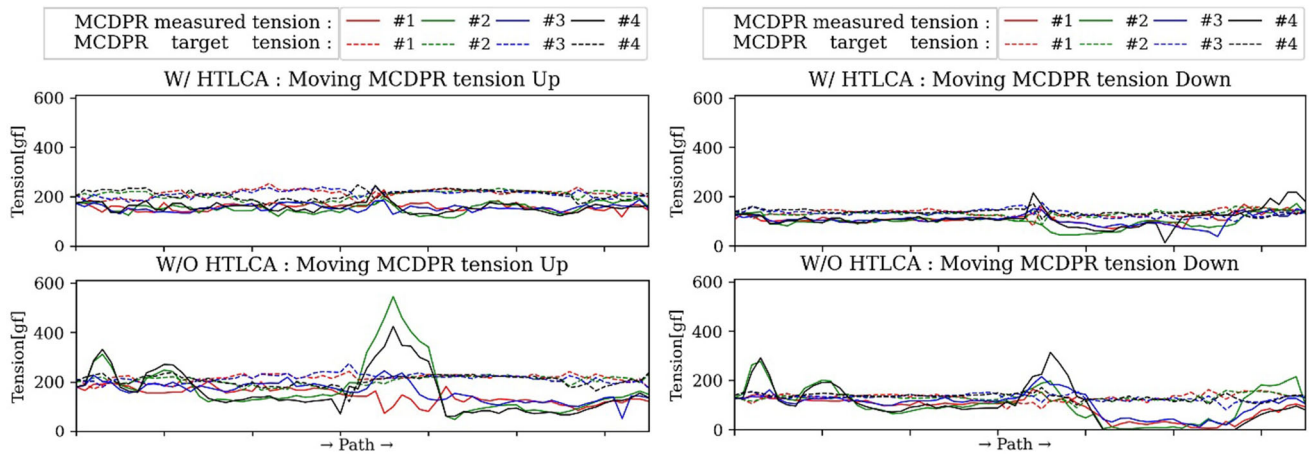 MCDPR measured tension : #1 #2 #3 #4
MCDPR target tension : #1 #2 #3 #4
W/ HTLCA : Moving MCDPR tension Up
Tension[gf]
600
400
200
0
W/O HTLCA : Moving MCDPR tension Up
Tension[gf]
600
400
200
0
→ Path →
MCDPR measured tension : #1 #2 #3 #4
MCDPR target tension : #1 #2 #3 #4
W/ HTLCA : Moving MCDPR tension Down
Tension[gf]
600
400
200
0
W/O HTLCA : Moving MCDPR tension Down
Tension[gf]
600
400
200
0
→ Path →